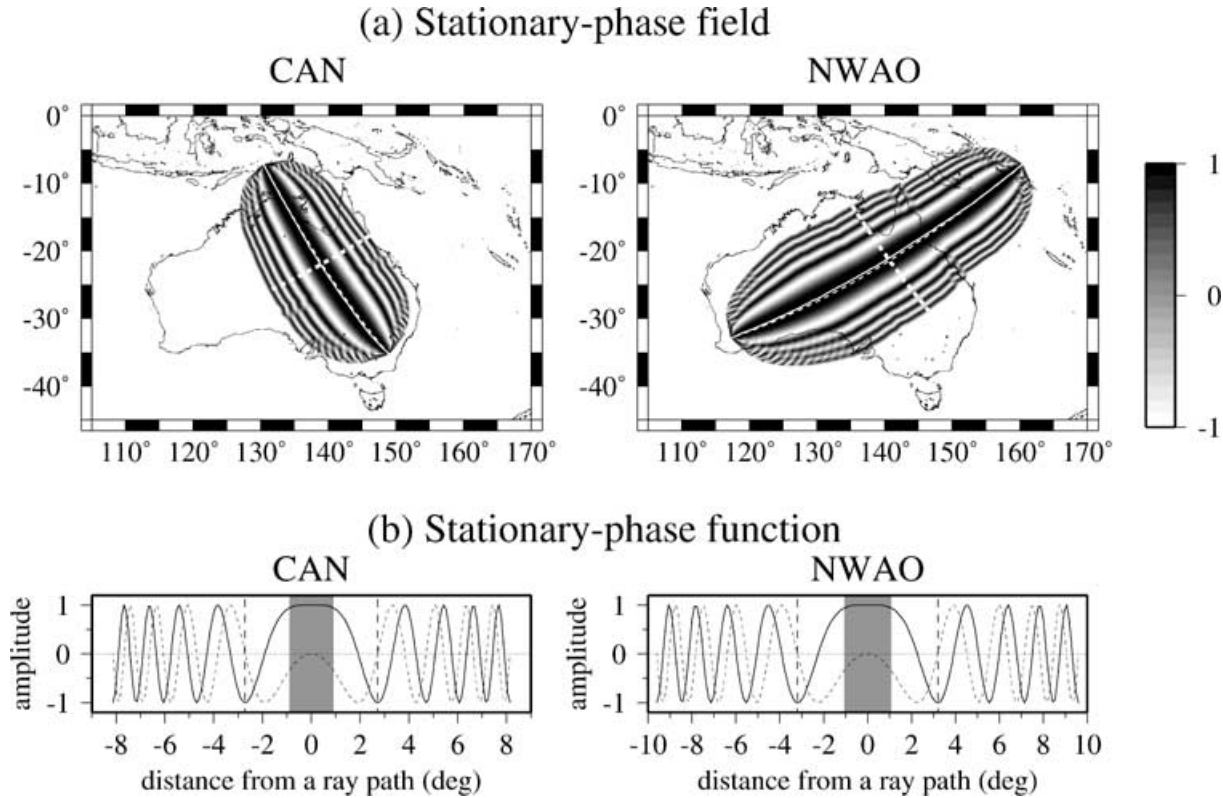 (a) Stationary-phase field
CAN
NWAO
0°
-10°
-20°
-30°
-40°
110° 120° 130° 140° 150° 160° 170°
0°
-10°
-20°
-30°
-40°
110° 120° 130° 140° 150° 160° 170°
1
0
-1
(b) Stationary-phase function
CAN
NWAO
amplitude
1
0
-1
-8 -6 -4 -2 0 2 4 6 8
distance from a ray path (deg)
amplitude
1
0
-1
-10 -8 -6 -4 -2 0 2 4 6 8 10
distance from a ray path (deg)